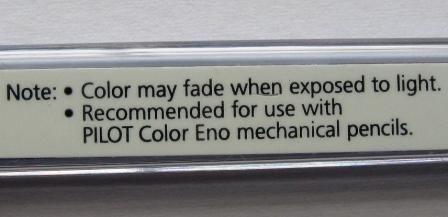 Note: • Color may fade when exposed to light.
• Recommended for use with
PILOT Color Eno mechanical pencils.